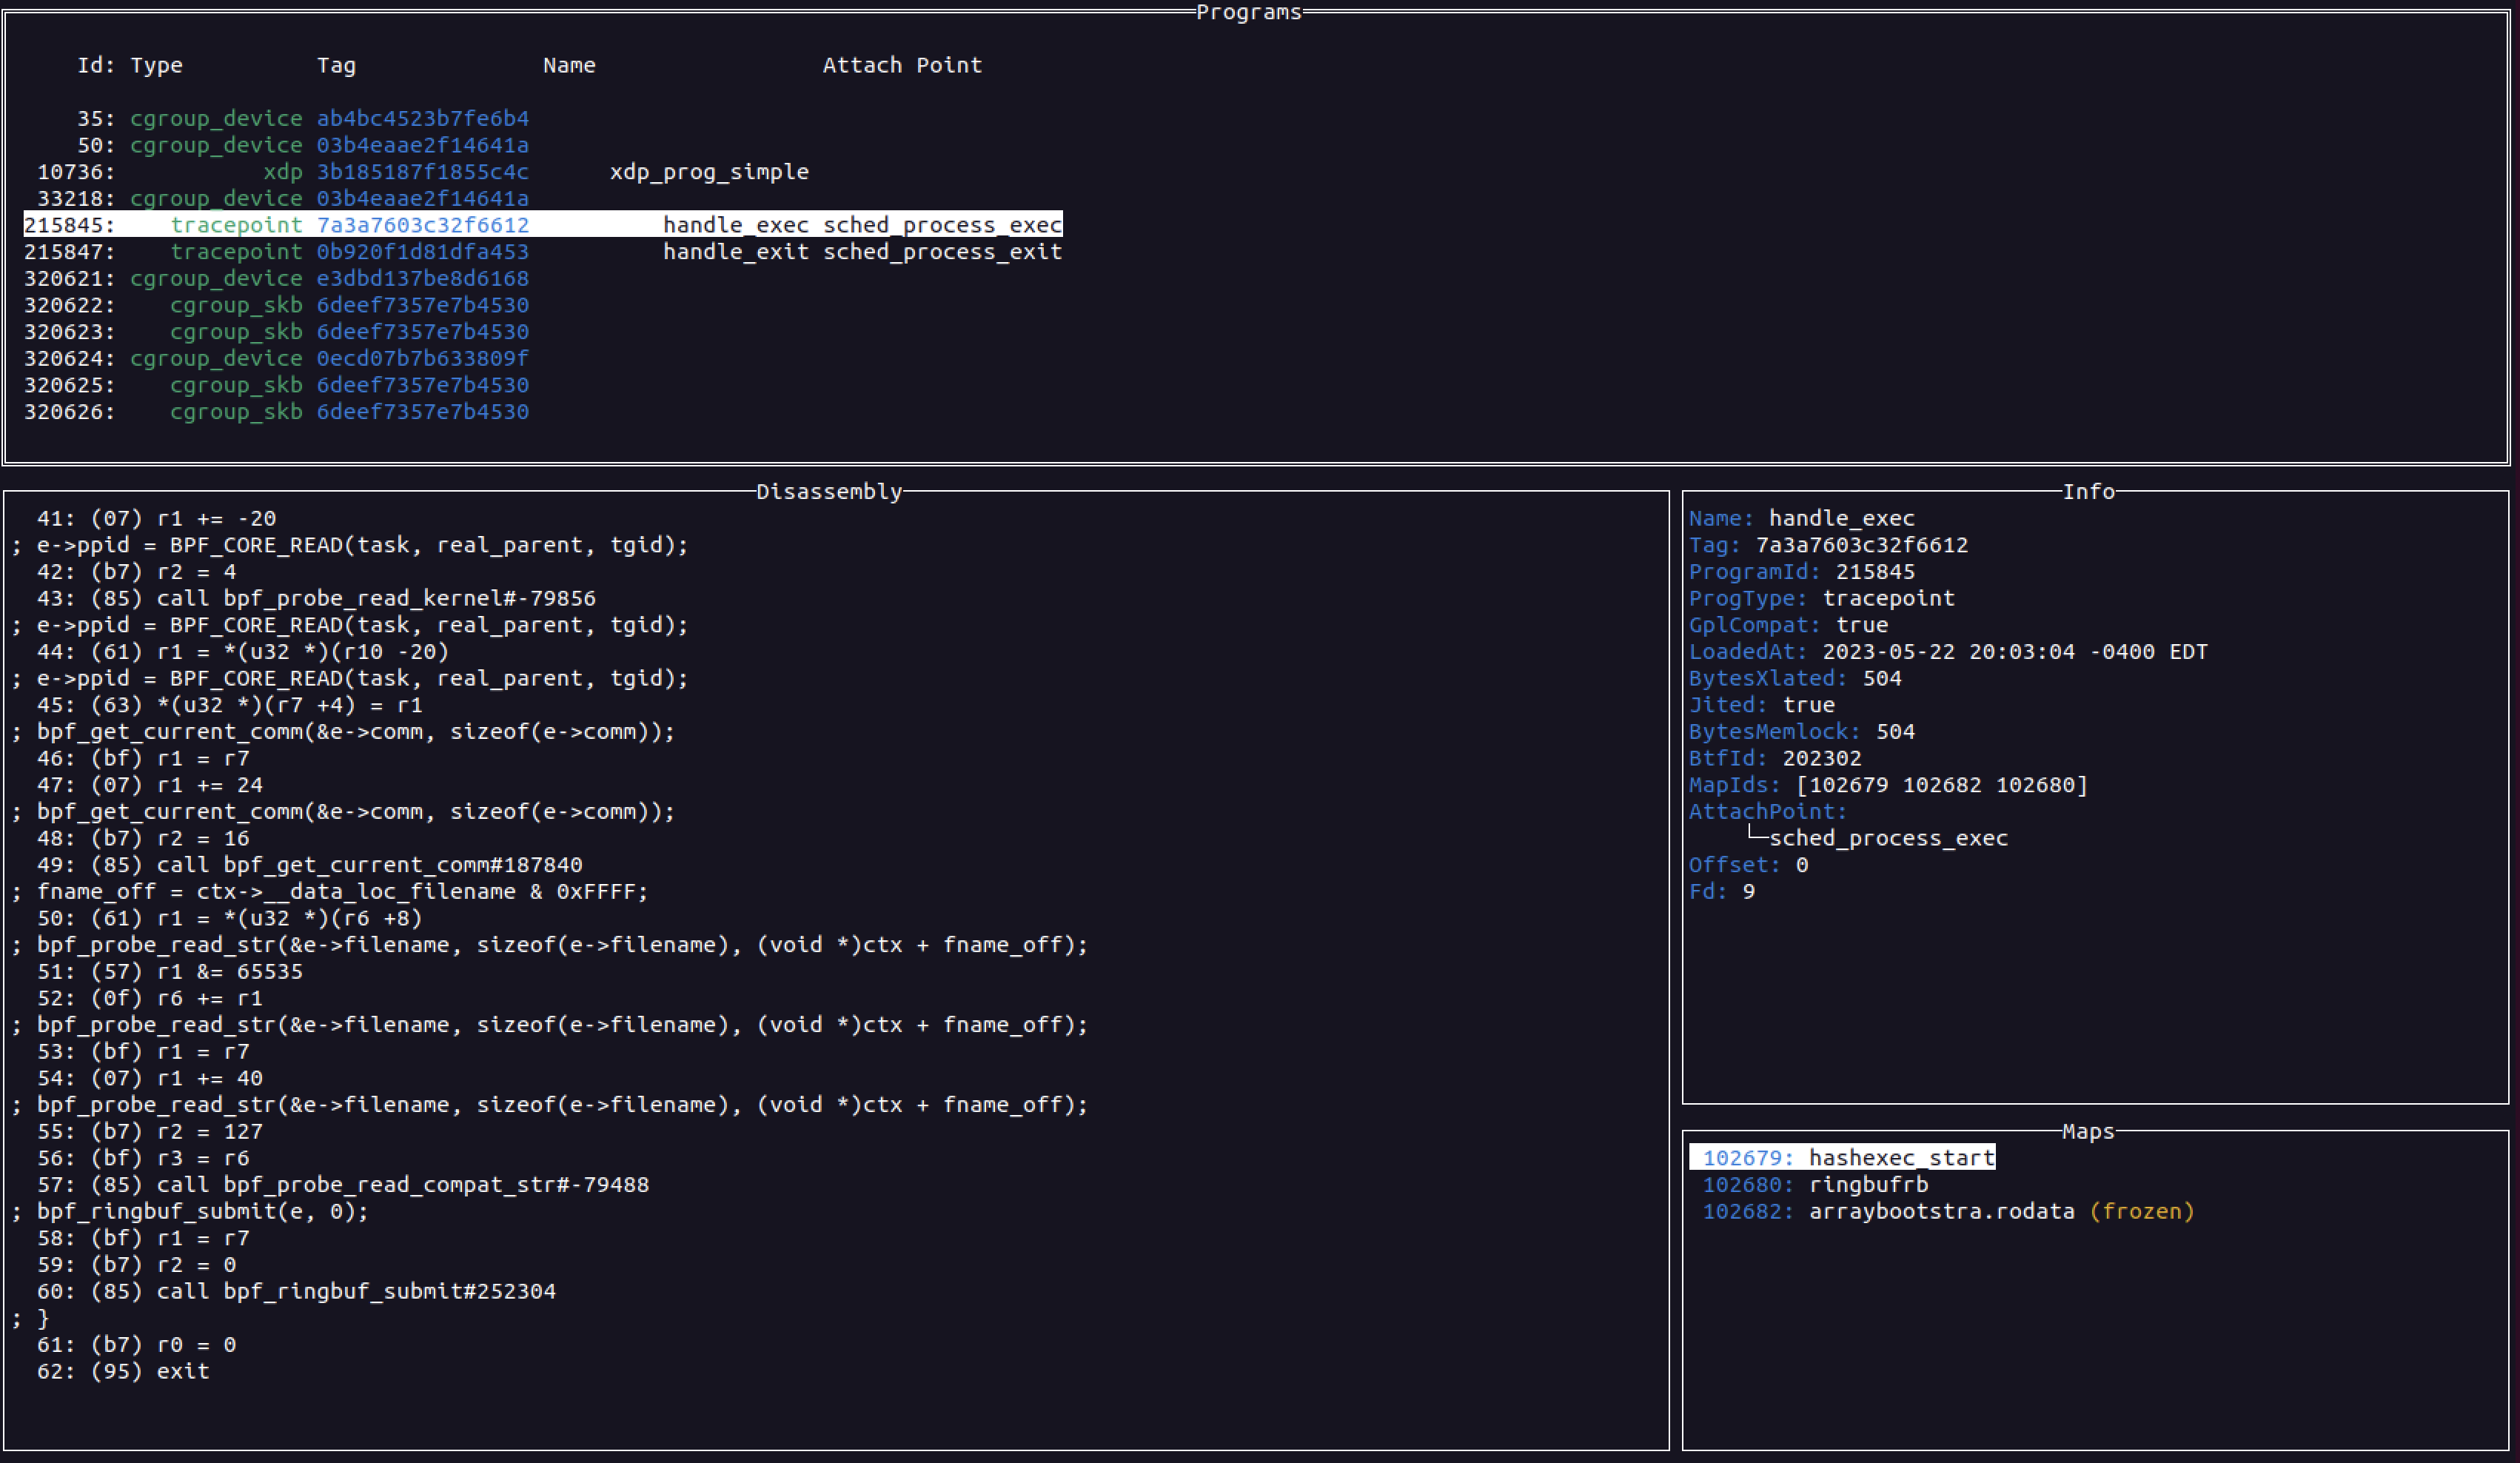 Programs
Id: Type Tag Name Attach Point
35: cgroup_device ab4bc4523b7fe6b4
50: cgroup_device 03b4eaae2f14641a
10736: xdp 3b185187f1855c4c xdp_prog_simple
33218: cgroup_device 03b4eaae2f14641a
215845: tracepoint 7a3a7603c32f6612 handle_exec sched_process_exec
215847: tracepoint 0b920f1d81dfa453 handle_exit sched_process_exit
320621: cgroup_device e3dbd137be8d6168
320622: cgroup_skb 6deef7357e7b4530
320623: cgroup_skb 6deef7357e7b4530
320624: cgroup_device 0ecd07b7b633809f
320625: cgroup_skb 6deef7357e7b4530
320626: cgroup_skb 6deef7357e7b4530
Disassembly
41: (07) r1 += -20
; e->ppid = BPF_CORE_READ(task, real_parent, tgid);
42: (b7) r2 = 4
43: (85) call bpf_probe_read_kernel#-79856
; e->ppid = BPF_CORE_READ(task, real_parent, tgid);
44: (61) r1 = *(u32 *)(r10 -20)
; e->ppid = BPF_CORE_READ(task, real_parent, tgid);
45: (63) *(u32 *)(r7 +4) = r1
; bpf_get_current_comm(&e->comm, sizeof(e->comm));
46: (bf) r1 = r7
47: (07) r1 += 24
; bpf_get_current_comm(&e->comm, sizeof(e->comm));
48: (b7) r2 = 16
49: (85) call bpf_get_current_comm#187840
; fname_off = ctx->__data_loc_filename & 0xFFFF;
50: (61) r1 = *(u32 *)(r6 +8)
; bpf_probe_read_str(&e->filename, sizeof(e->filename), (void *)ctx + fname_off);
51: (57) r1 &= 65535
52: (0f) r6 += r1
; bpf_probe_read_str(&e->filename, sizeof(e->filename), (void *)ctx + fname_off);
53: (bf) r1 = r7
54: (07) r1 += 40
; bpf_probe_read_str(&e->filename, sizeof(e->filename), (void *)ctx + fname_off);
55: (b7) r2 = 127
56: (bf) r3 = r6
57: (85) call bpf_probe_read_compat_str#-79488
; bpf_ringbuf_submit(e, 0);
58: (bf) r1 = r7
59: (b7) r2 = 0
60: (85) call bpf_ringbuf_submit#252304
; }
61: (b7) r0 = 0
62: (95) exit
Info
Name: handle_exec
Tag: 7a3a7603c32f6612
ProgramId: 215845
ProgType: tracepoint
GplCompat: true
LoadedAt: 2023-05-22 20:03:04 -0400 EDT
BytesXlated: 504
Jited: true
BytesMemlock: 504
BtfId: 202302
MapIds: [102679 102682 102680]
AttachPoint:
└─sched_process_exec
Offset: 0
Fd: 9
Maps
102679: hashexec_start
102680: ringbufrb
102682: arraybootstra.rodata (frozen)